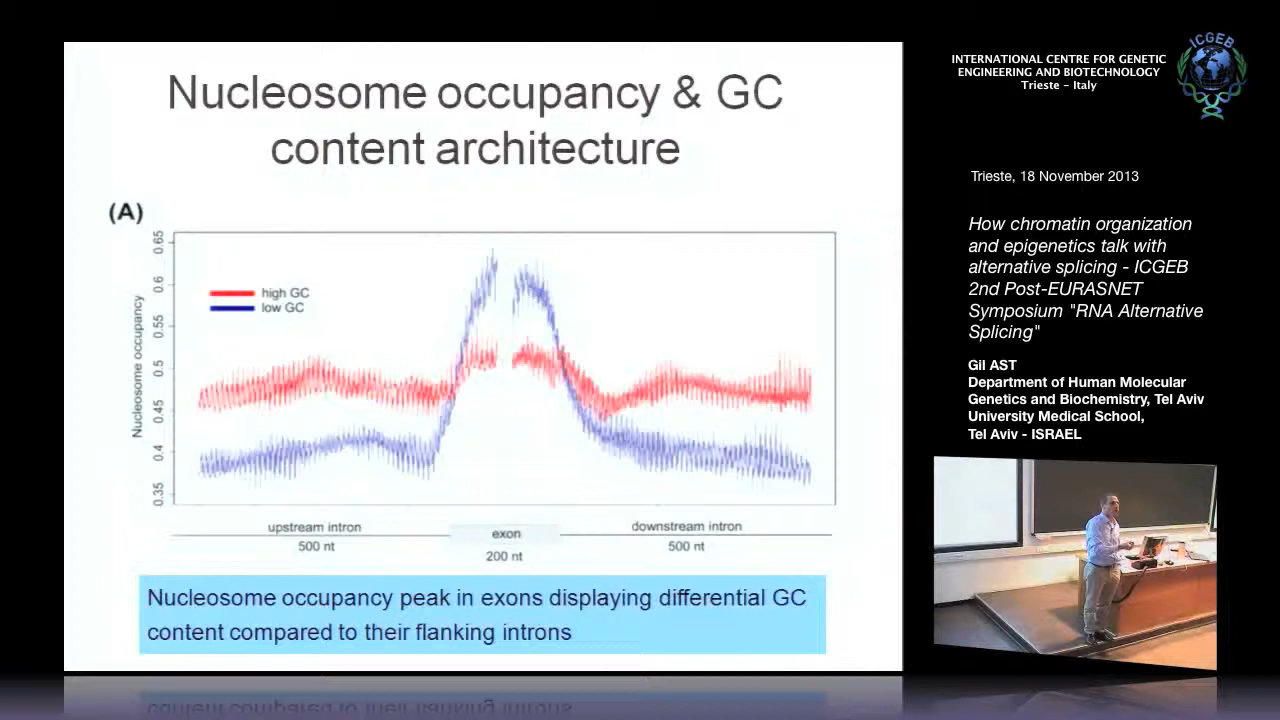 Nucleosome occupancy & GC
content architecture
(A)
Nucleosome occupancy
0.65
0.6
0.55
0.5
0.45
0.4
0.35
high GC
low GC
upstream intron
exon
downstream intron
500 nt
200 nt
500 nt
Nucleosome occupancy peak in exons displaying differential GC
content compared to their flanking introns
INTERNATIONAL CENTRE FOR GENETIC
ENGINEERING AND BIOTECHNOLOGY
Trieste - Italy
ICGEB
Trieste, 18 November 2013
How chromatin organization
and epigenetics talk with
alternative splicing - ICGEB
2nd Post-EURASNET
Symposium "RNA Alternative
Splicing"
Gil AST
Department of Human Molecular
Genetics and Biochemistry, Tel Aviv
University Medical School,
Tel Aviv - ISRAEL